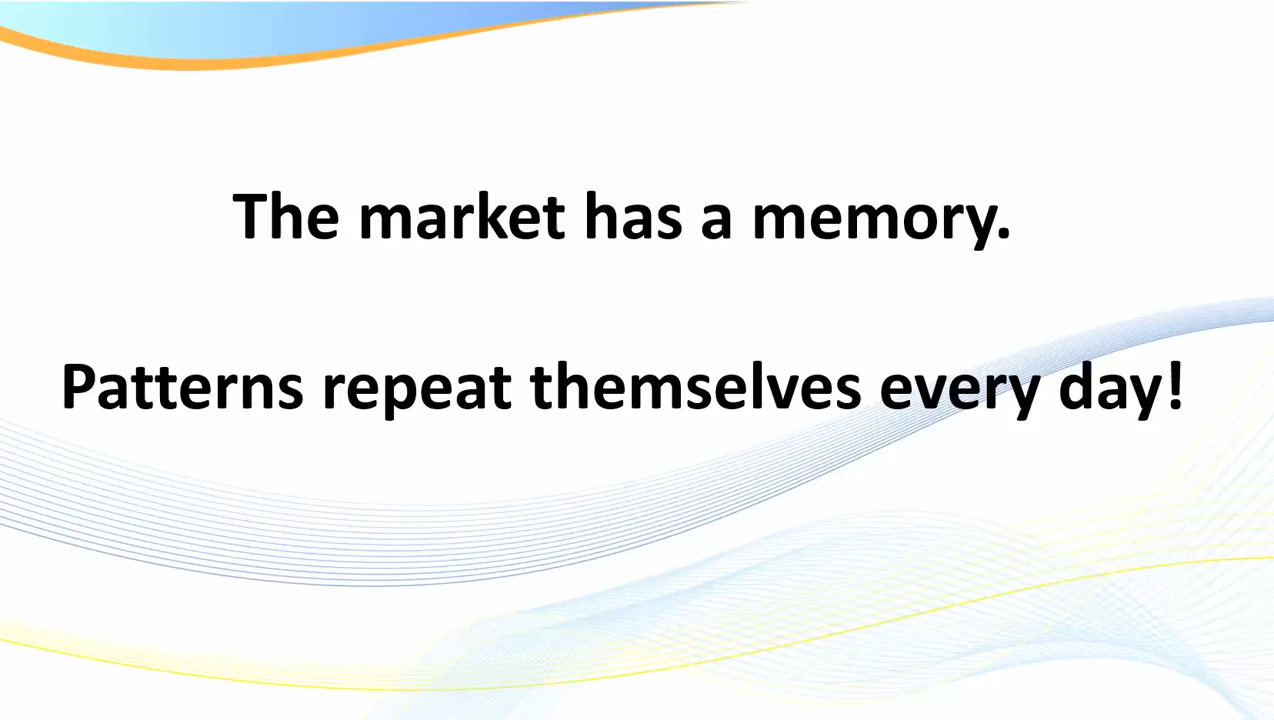 The market has a memory.
Patterns repeat themselves every day!